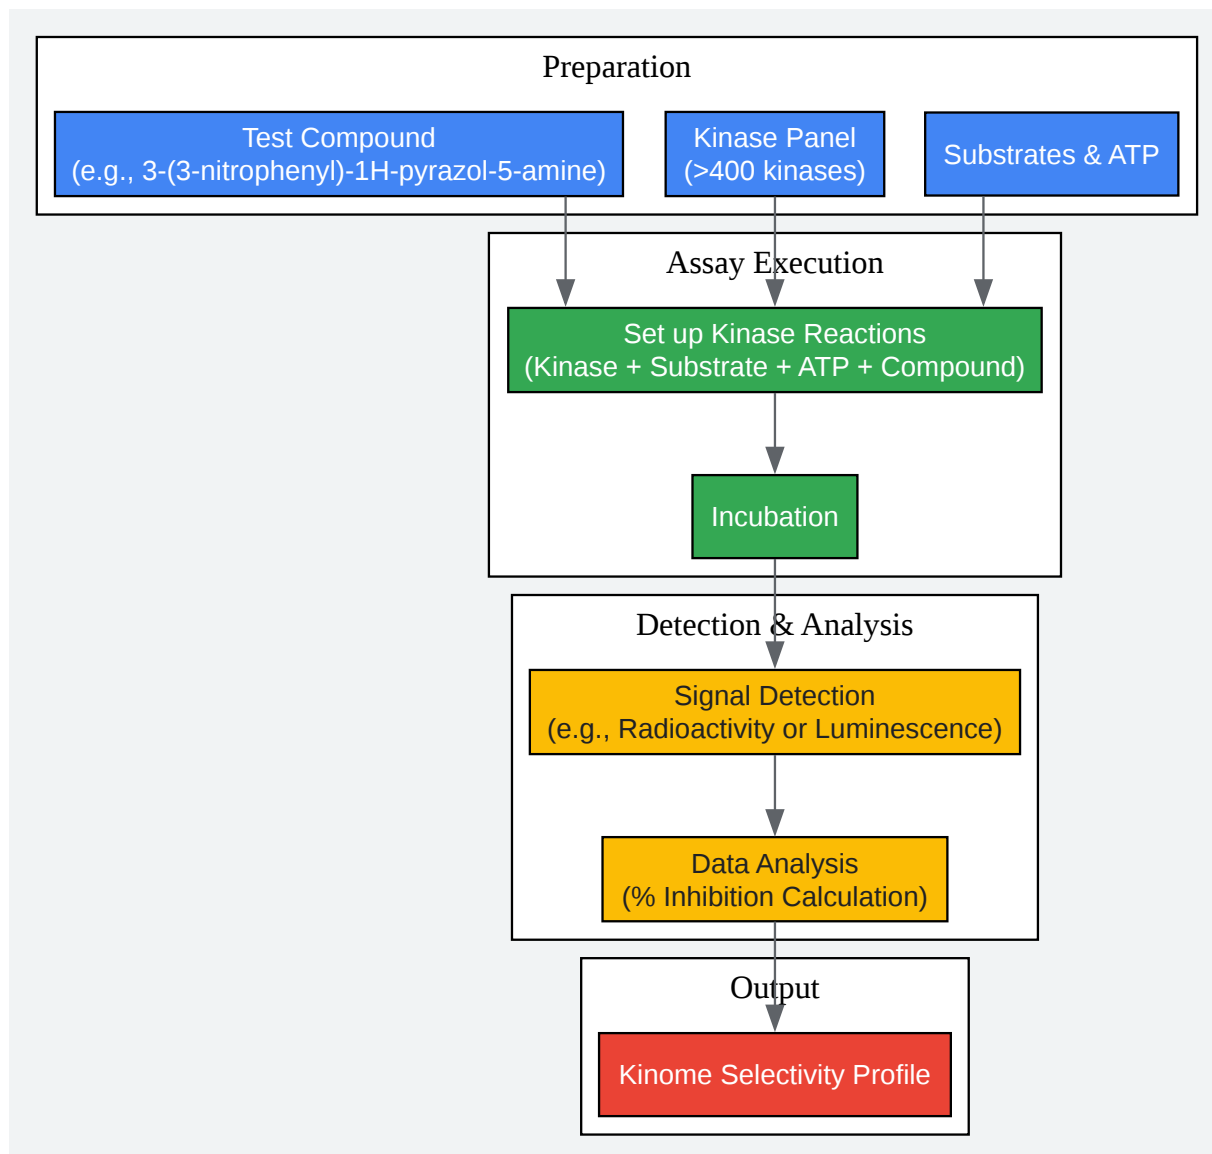 Preparation
Test Compound
(e.g., 3-(3-nitrophenyl)-1H-pyrazol-5-amine)
Kinase Panel
(>400 kinases)
Substrates & ATP
Assay Execution
Set up Kinase Reactions
(Kinase + Substrate + ATP + Compound)
Incubation
Detection & Analysis
Signal Detection
(e.g., Radioactivity or Luminescence)
Data Analysis
(% Inhibition Calculation)
Output
Kinome Selectivity Profile